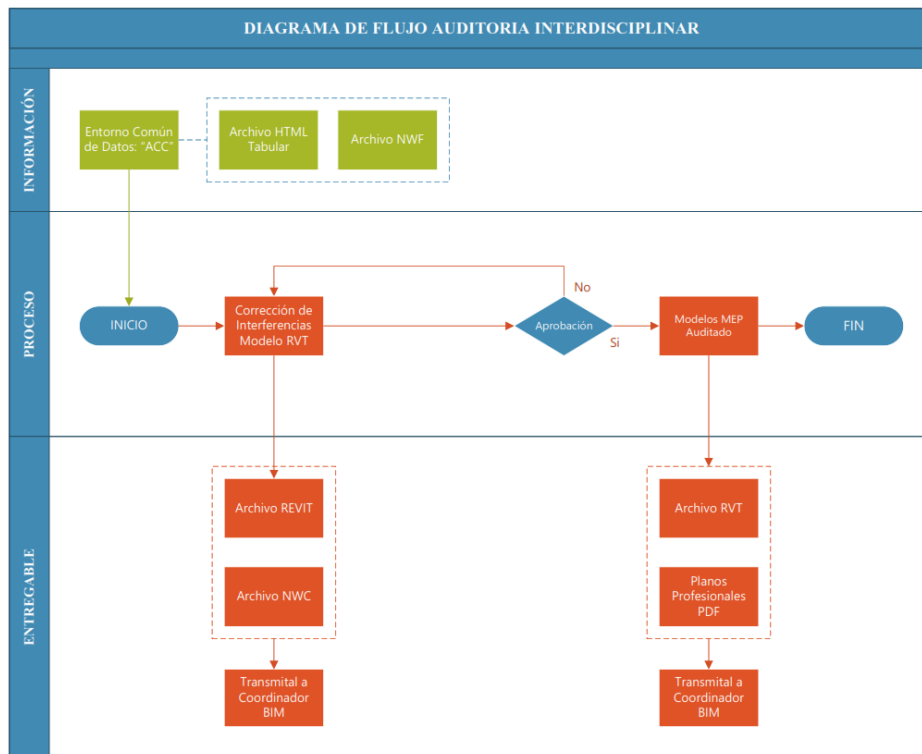 DIAGRAMA DE FLUJO AUDITORIA INTERDISCIPLINAR
INFORMACIÓN
Entorno Común
de Datos: "ACC"
Archivo HTML
Tabular
Archivo NWF
PROCESO
INICIO
Corrección de
Interferencias
Modelo RVT
No
Aprobación
Si
Modelos MEP
Auditado
FIN
ENTREGABLE
Archivo REVIT
Archivo NWC
Transmital a
Coordinador
BIM
Archivo RVT
Planos
Profesionales
PDF
Transmital a
Coordinador
BIM